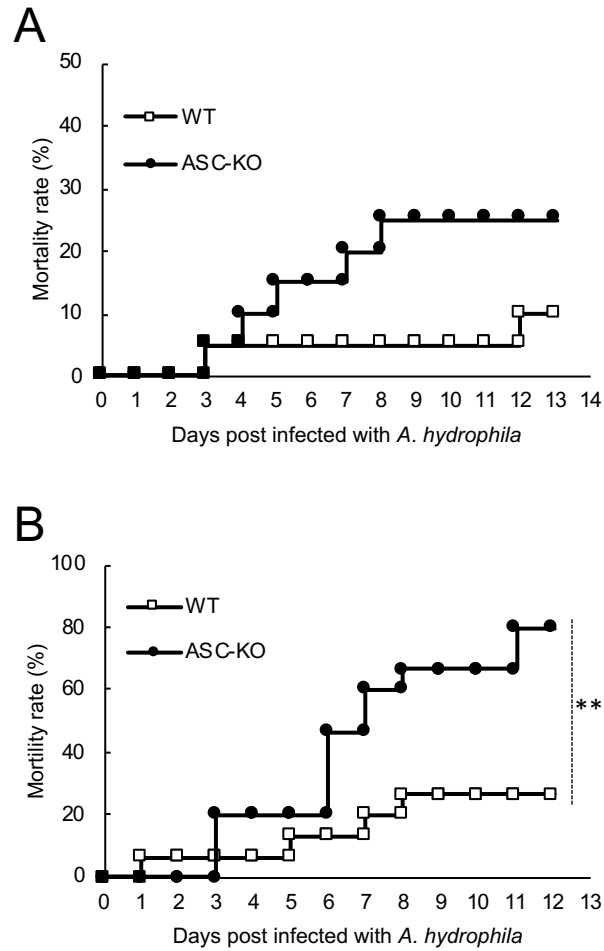 A
50
40
30
20
10
0
Mortality rate (%)
WT
ASC-KO
0 1 2 3 4 5 6 7 8 9 10 11 12 13 14
Days post infected with A. hydrophila
B
100
80
60
40
20
0
Mortility rate (%)
WT
ASC-KO
**
0 1 2 3 4 5 6 7 8 9 10 11 12 13
Days post infected with A. hydrophila